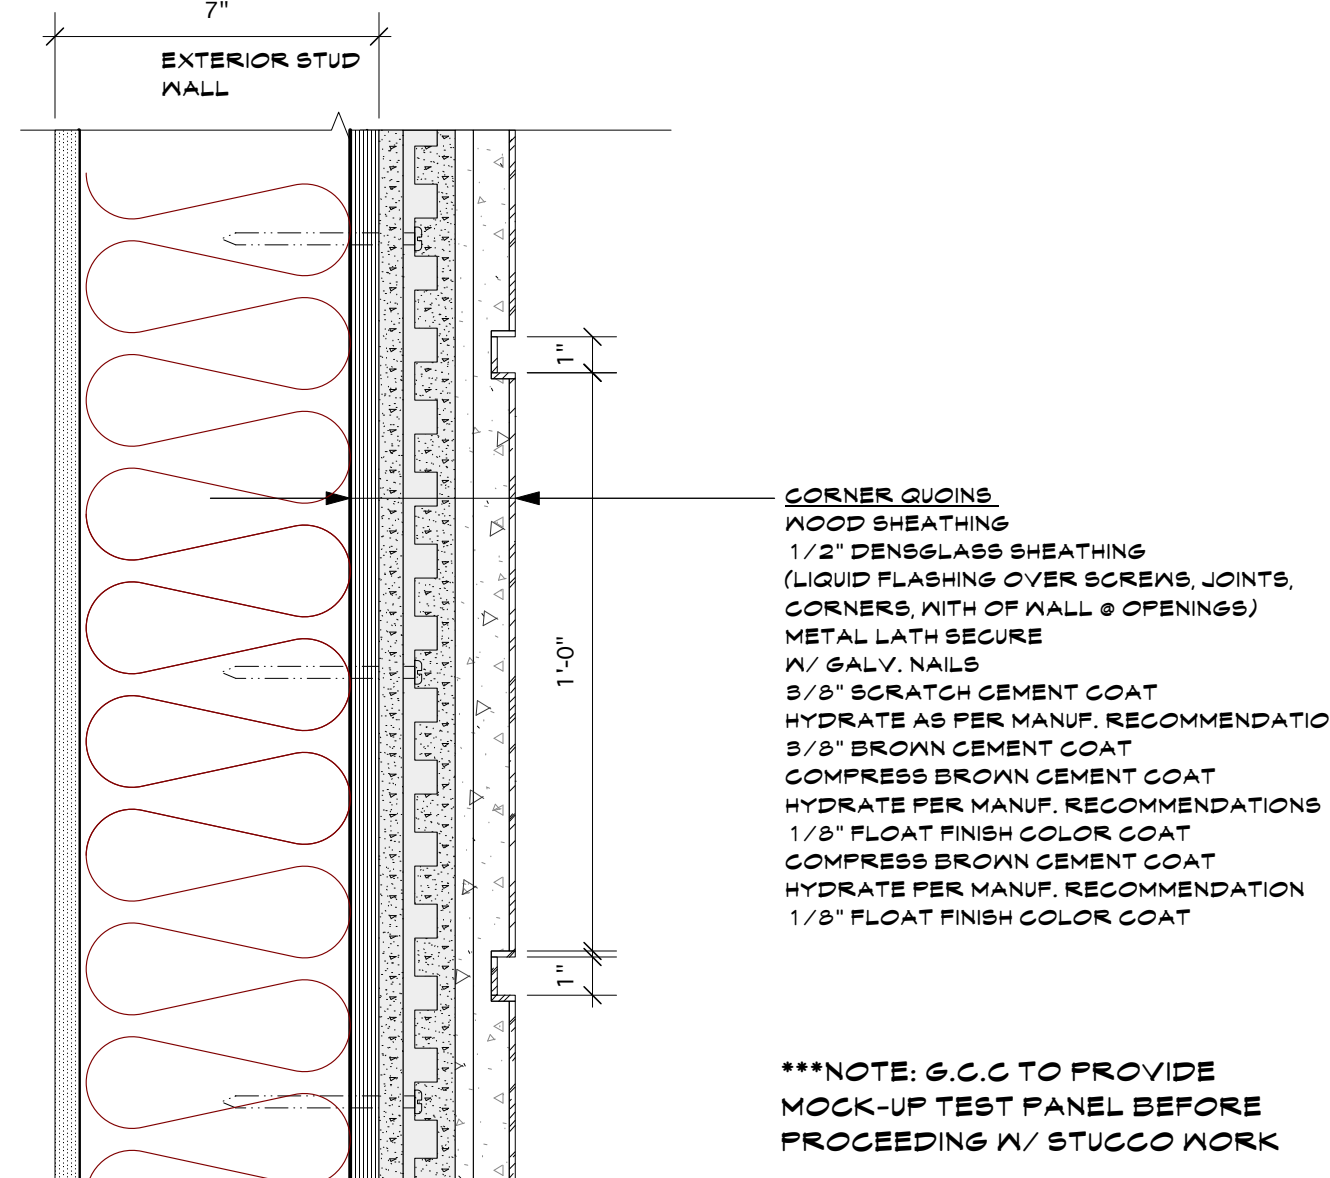 7"
EXTERIOR STUD
WALL
1"
1'-0"
1"
CORNER QUOINS
WOOD SHEATHING
1/2" DENSGLASS SHEATHING
(LIQUID FLASHING OVER SCREWS, JOINTS,
CORNERS, WITH OF WALL @ OPENINGS)
METAL LATH SECURE
W/ GALV. NAILS
3/8" SCRATCH CEMENT COAT
HYDRATE AS PER MANUF. RECOMMENDATIO
3/8" BROWN CEMENT COAT
COMPRESS BROWN CEMENT COAT
HYDRATE PER MANUF. RECOMMENDATIONS
1/8" FLOAT FINISH COLOR COAT
COMPRESS BROWN CEMENT COAT
HYDRATE PER MANUF. RECOMMENDATION
1/8" FLOAT FINISH COLOR COAT
***NOTE: G.C.C TO PROVIDE
MOCK-UP TEST PANEL BEFORE
PROCEEDING W/ STUCCO WORK